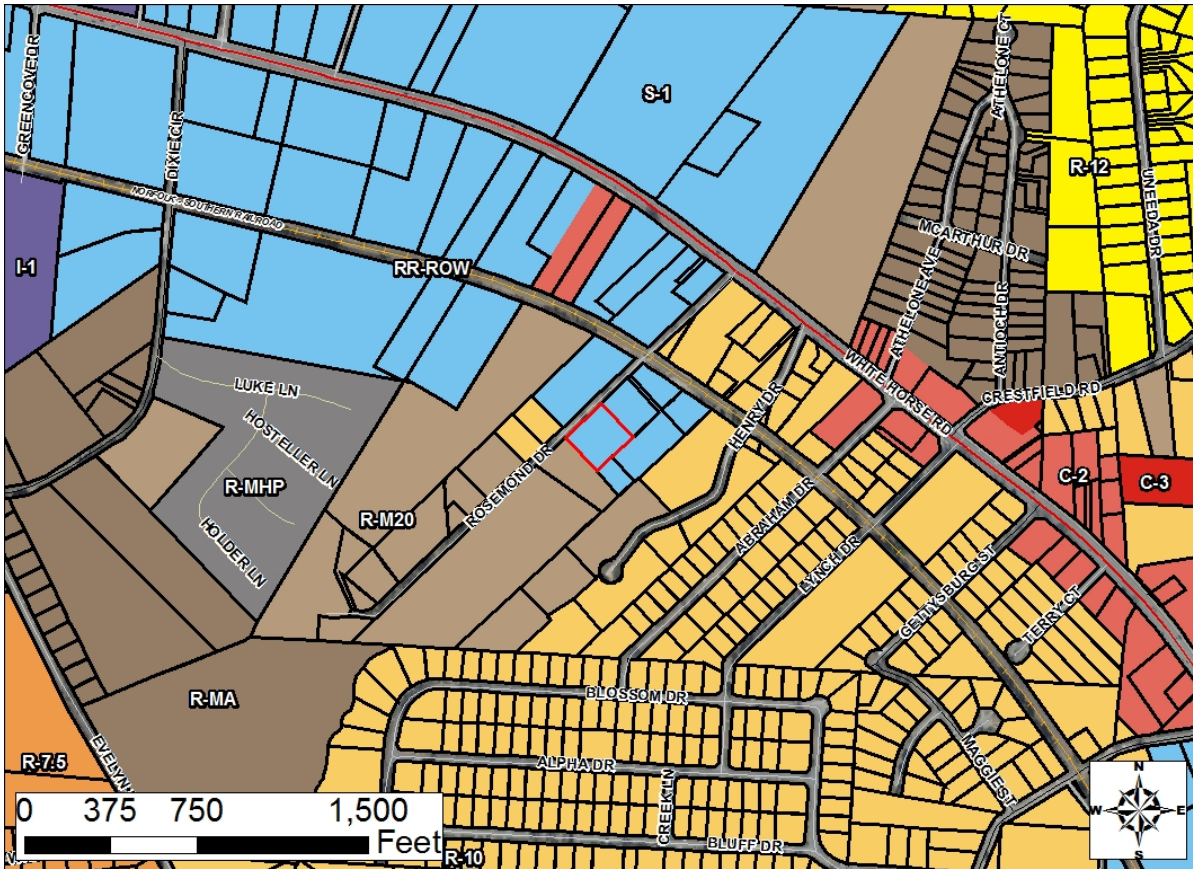 GREENCOVE DR
DIXIE CIR
S-1
ATHELONE CT
R-12
UNEEDA DR
NORFOLK - SOUTHERN RAILROAD
I-1
RR-ROW
MCARTHUR DR
ATHELONE AVE
ANTIOCH DR
WHITE HORSE RD
CRESTFIELD RD
LUKE LN
HOSTELLER LN
R-MHP
HOLDER LN
R-M20
ROSEMOND DR
HENRY DR
ABRAHAM DR
LYNCH DR
C-2
C-3
GETTYSBURG ST
TERRY CT
R-MA
BLOSSOM DR
R-7.5
ALPHA DR
MAGGIE ST
CREEK LN
BLUFF DR
R-10
0 375 750 1,500
Feet
N
W E
S